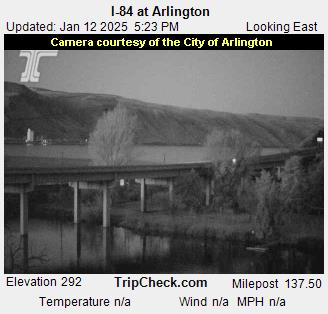 I-84 at Arlington
Updated: Jan 12 2025 5:23 PM Looking East
Camera courtesy of the City of Arlington
Elevation 292 TripCheck.com Milepost 137.50
Temperature n/a Wind n/a MPH n/a